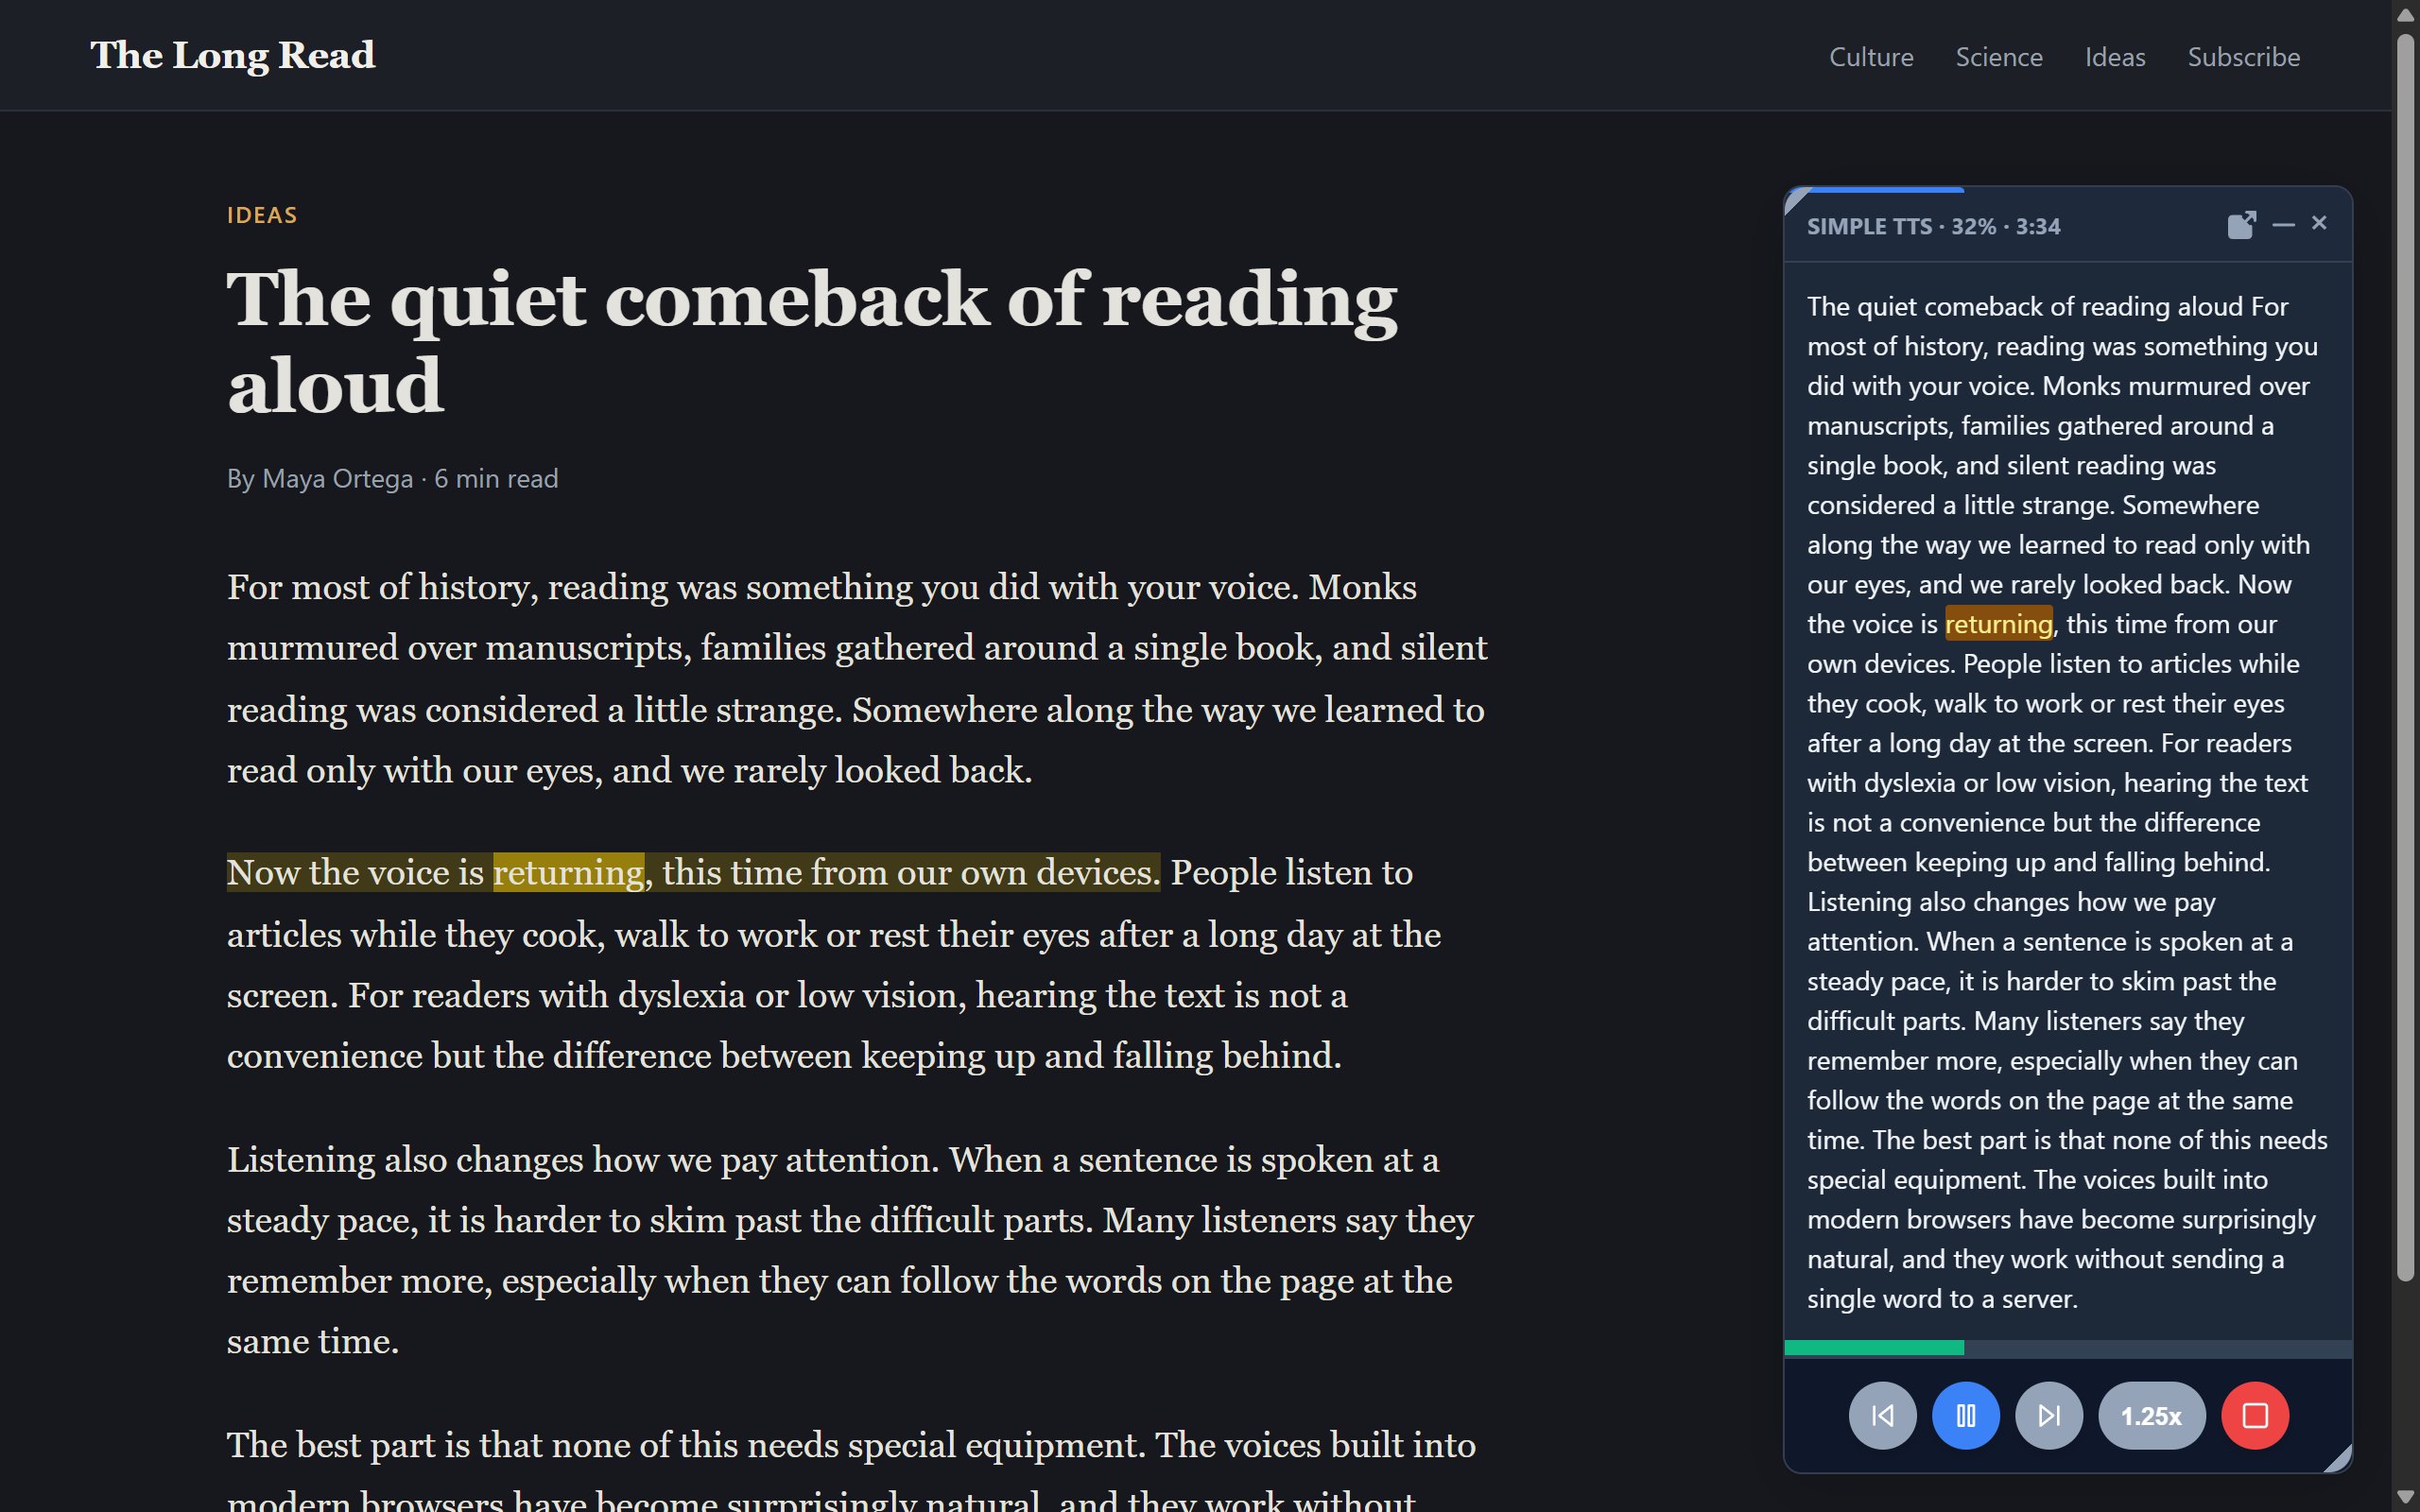 The Long Read
Culture
Science
Ideas
Subscribe
IDEAS
The quiet comeback of reading
aloud
By Maya Ortega · 6 min read
For most of history, reading was something you did with your voice. Monks
murmured over manuscripts, families gathered around a single book, and silent
reading was considered a little strange. Somewhere along the way we learned to
read only with our eyes, and we rarely looked back.
Now the voice is returning, this time from our own devices. People listen to
articles while they cook, walk to work or rest their eyes after a long day at the
screen. For readers with dyslexia or low vision, hearing the text is not a
convenience but the difference between keeping up and falling behind.
Listening also changes how we pay attention. When a sentence is spoken at a
steady pace, it is harder to skim past the difficult parts. Many listeners say they
remember more, especially when they can follow the words on the page at the
same time.
The best part is that none of this needs special equipment. The voices built into
modern browsers have become surprisingly natural, and they work without
SIMPLE TTS · 32% · 3:34
The quiet comeback of reading aloud For
most of history, reading was something you
did with your voice. Monks murmured over
manuscripts, families gathered around a
single book, and silent reading was
considered a little strange. Somewhere
along the way we learned to read only with
our eyes, and we rarely looked back. Now
the voice is returning, this time from our
own devices. People listen to articles while
they cook, walk to work or rest their eyes
after a long day at the screen. For readers
with dyslexia or low vision, hearing the text
is not a convenience but the difference
between keeping up and falling behind.
Listening also changes how we pay
attention. When a sentence is spoken at a
steady pace, it is harder to skim past the
difficult parts. Many listeners say they
remember more, especially when they can
follow the words on the page at the same
time. The best part is that none of this needs
special equipment. The voices built into
modern browsers have become surprisingly
natural, and they work without sending a
single word to a server.
1.25x